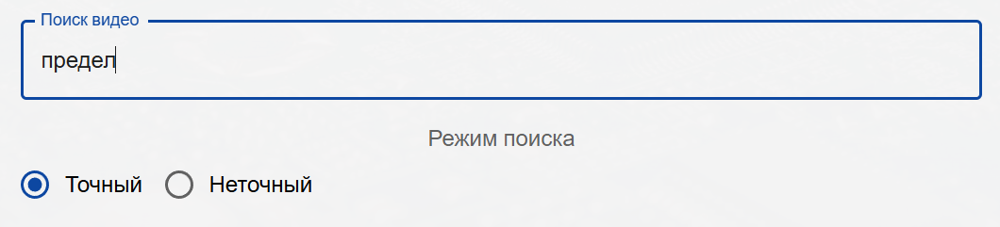 Поиск видео
предел
Режим поиска
Точный Неточный